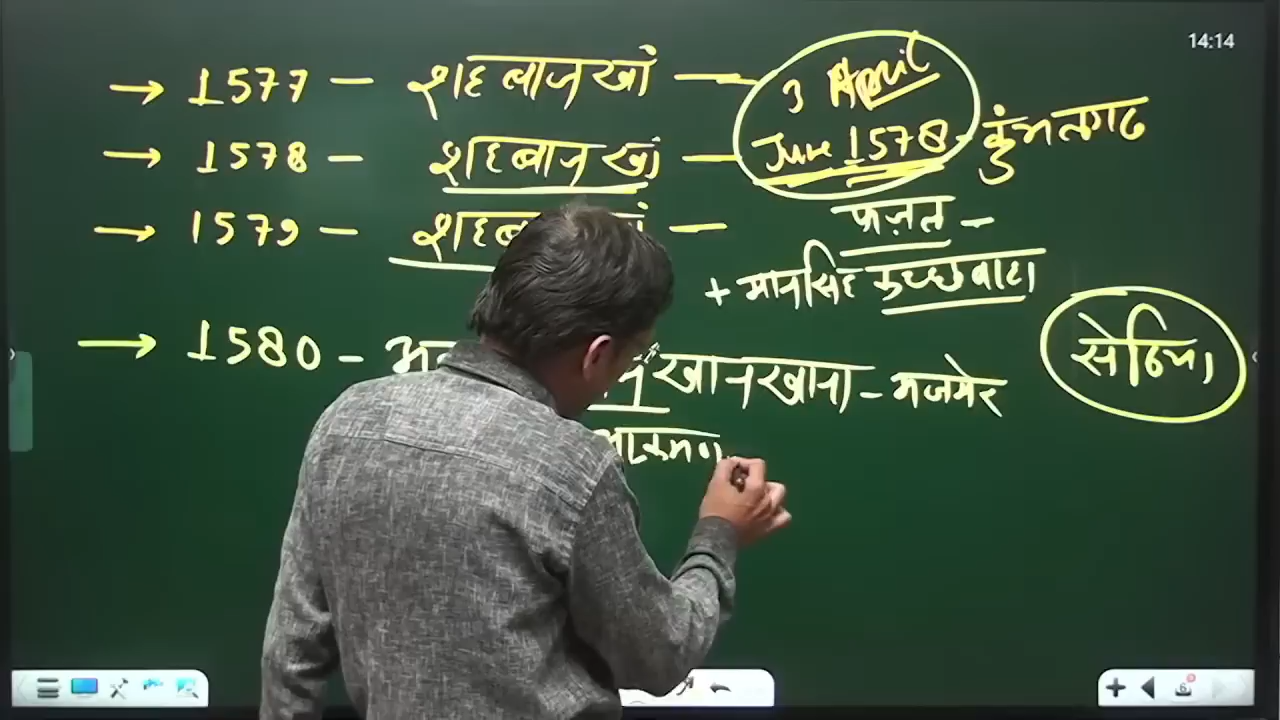 14:14
→ 1577 – शहबाजखां — 3 April
→ 1578 – शहबाज खां — June 1578 - कुंभलगढ
→ 1579 – — फज़ल –
+ मानसिंह कच्छवाहा
→ 1580 – खानखाना – अजमेर